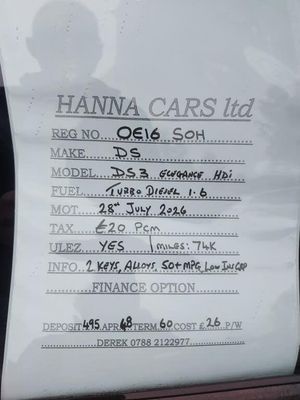 HANNA CARS ltd
REG NO. OE16 SOH
MAKE DS
MODEL DS3 ELEGANCE HDi
FUEL TURBO DIESEL 1.6
MOT 28th JULY 2026
TAX £20 Pcm
ULEZ YES MILES: 74K
INFO 2 KEYS, ALLOYS, 50+ MPG, LOW INS GRP
FINANCE OPTION
DEPOSIT 495 APR 68 TERM 60 COST £ 26 P/W
DEREK 0788 2122977